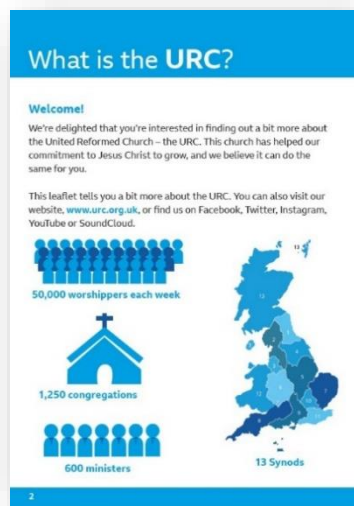 What is the URC?
Welcome!
We're delighted that you're interested in finding out a bit more about
the United Reformed Church – the URC. This church has helped our
commitment to Jesus Christ to grow, and we believe it can do the
same for you.
This leaflet tells you a bit more about the URC. You can also visit our
website, www.urc.org.uk, or find us on Facebook, Twitter, Instagram,
YouTube or SoundCloud.
50,000 worshippers each week
1,250 congregations
600 ministers
13
13 Synods
2